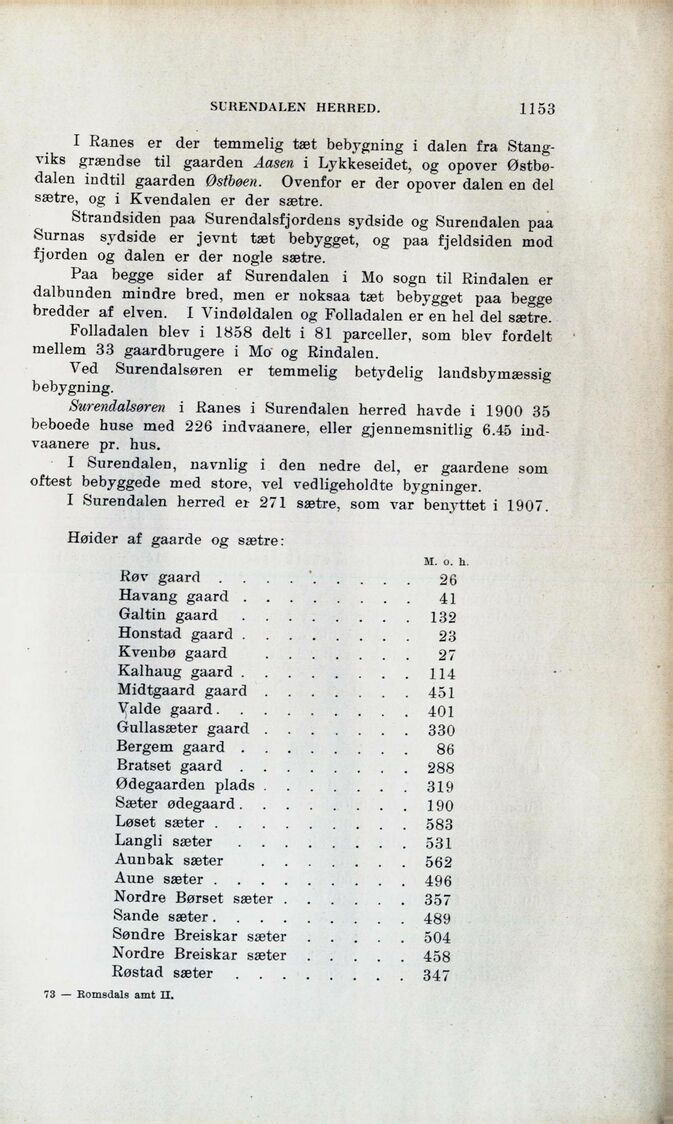 SURENDALEN HERRED. 1153
I Ranes er der temmelig tæt bebygning i dalen fra Stang-
viks grændse til gaarden Aasen i Lykkeseidet, og opover Østbø-
dalen indtil gaarden Østbøen. Ovenfor er der opover dalen en del
sætre, og i Kvendalen er der sætre.
Strandsiden paa Surendalsfjordens sydside og Surendalen paa
Surnas sydside er jevnt tæt bebygget, og paa fjeldsiden mod
fjorden og dalen er der nogle sætre.
Paa begge sider af Surendalen i Mo sogn til Rindalen er
dalbunden mindre bred, men er noksaa tæt bebygget paa begge
bredder af elven. I Vindøldalen og Folladalen er en hel del sætre.
Folladalen blev i 1858 delt i 81 parceller, som blev fordelt
mellem 33 gaardbrugere i Mo og Rindalen.
Ved Surendalsøren er temmelig betydelig landsbymæssig
bebygning.
Surendalsøren i Ranes i Surendalen herred havde i 1900 35
beboede huse med 226 indvaanere, eller gjennemsnitlig 6.45 ind-
vaanere pr. hus.
I Surendalen, navnlig i den nedre del, er gaardene som
oftest bebyggede med store, vel vedligeholdte bygninger.
I Surendalen herred er 271 sætre, som var benyttet i 1907.
Høider af gaarde og sætre:
M. o. h.
Røv gaard . . . . . . . . . 26
Havang gaard . . . . . . . . 41
Galtin gaard . . . . . . . . 132
Honstad gaard . . . . . . . . 23
Kvenbø gaard . . . . . . . 27
Kalhaug gaard . . . . . . . . 114
Midtgaard gaard . . . . . . . 451
Valde gaard . . . . . . . . . 401
Gullasæter gaard . . . . . . . 330
Bergem gaard . . . . . . . . 86
Bratset gaard . . . . . . . . 288
Ødegaarden plads . . . . . . . 319
Sæter ødegaard . . . . . . . . 190
Løset sæter . . . . . . . . . 583
Langli sæter . . . . . . . . 531
Aunbak sæter . . . . . . . 562
Aune sæter . . . . . . . . . 496
Nordre Børset sæter . . . . . . 357
Sande sæter . . . . . . . . . 489
Søndre Breiskar sæter . . . . . 504
Nordre Breiskar sæter . . . . . 458
Røstad sæter . . . . . . . . 347
73 — Romsdals amt II.